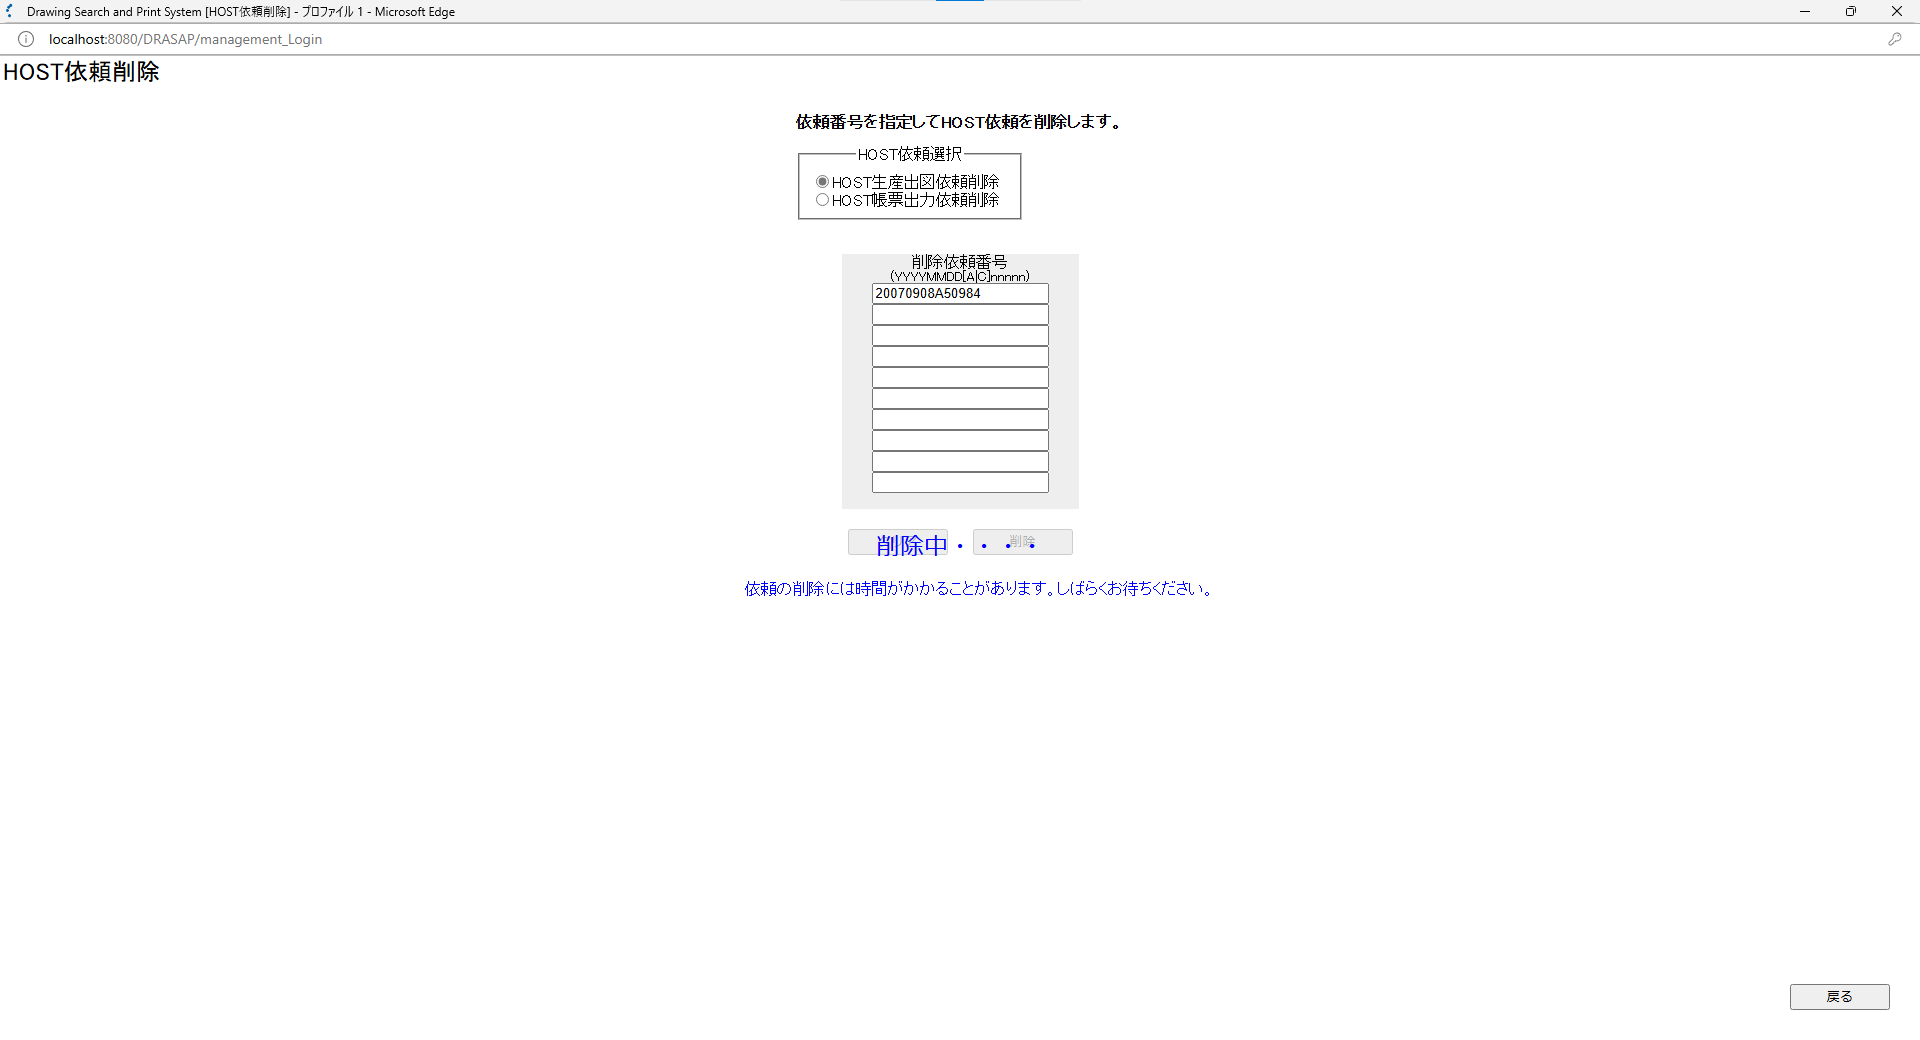 Drawing Search and Print System [HOST依頼削除] - プロファイル 1 - Microsoft Edge
localhost:8080/DRASAP/management_Login
HOST依頼削除
依頼番号を指定してHOST依頼を削除します。
HOST依頼選択
HOST生産出図依頼削除
HOST帳票出力依頼削除
削除依頼番号
(YYYYMMDD[A|C]nnnnn)
20070908A50984
削除中・・・・
削除
依頼の削除には時間がかかることがあります。しばらくお待ちください。
戻る